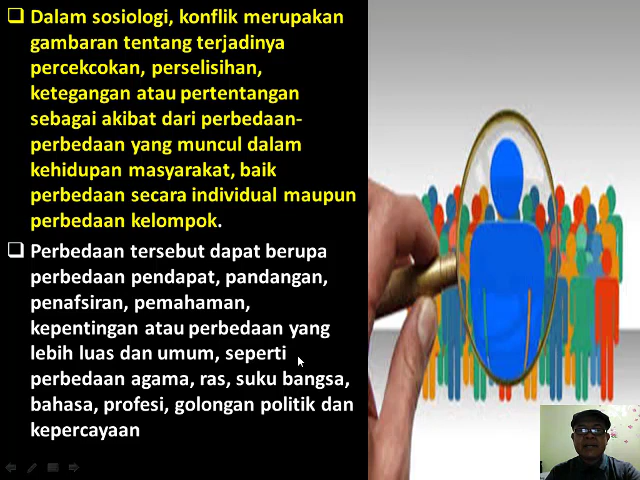 Dalam sosiologi, konflik merupakan
gambaran tentang terjadinya
percekcokan, perselisihan,
ketegangan atau pertentangan
sebagai akibat dari perbedaan-
perbedaan yang muncul dalam
kehidupan masyarakat, baik
perbedaan secara individual maupun
perbedaan kelompok.
Perbedaan tersebut dapat berupa
perbedaan pendapat, pandangan,
penafsiran, pemahaman,
kepentingan atau perbedaan yang
lebih luas dan umum, seperti
perbedaan agama, ras, suku bangsa,
bahasa, profesi, golongan politik dan
kepercayaan